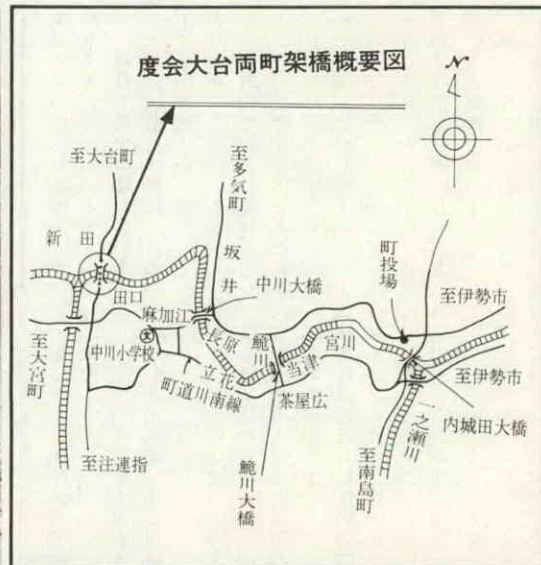 度会大台両町架橋概要図
N
至大台町
至多気町
新田
坂井
町役場
田口
中川大橋
至伊勢市
麻加江
長原
鮠川
宮川
至大宮町
文
中川小学校
立花
当津
至伊勢市
町道川南線
茶屋広
一之瀬川
内城田大橋
至注連指
鮠川大橋
至南島町